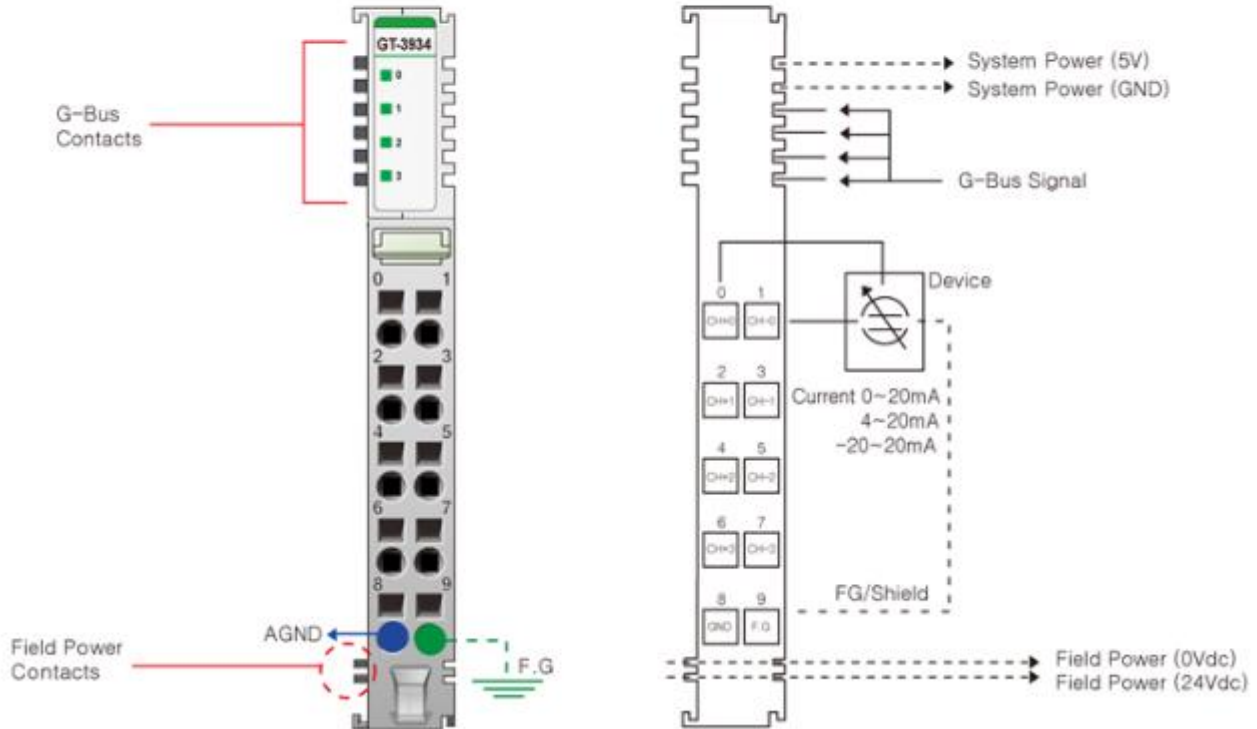 GT-3934
0
1
2
3
G-Bus
Contacts
0 1
2 3
4 5
6 7
8 9
AGND
F.G
Field Power
Contacts
System Power (5V)
System Power (GND)
G-Bus Signal
Device
0 1
CH+0 CH-0
2 3
CH+1 CH-1
Current 0~20mA
4~20mA
-20~20mA
4 5
CH+2 CH-2
6 7
CH+3 CH-3
FG/Shield
8 9
GND F.G
Field Power (0Vdc)
Field Power (24Vdc)